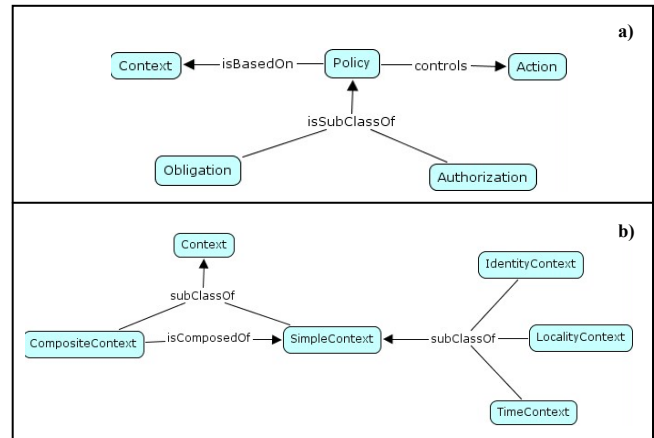 a)
Context
isBasedOn
Policy
controls
Action
isSubClassOf
Obligation
Authorization
b)
Context
subClassOf
CompositeContext
isComposedOf
SimpleContext
subClassOf
IdentityContext
LocalityContext
TimeContext